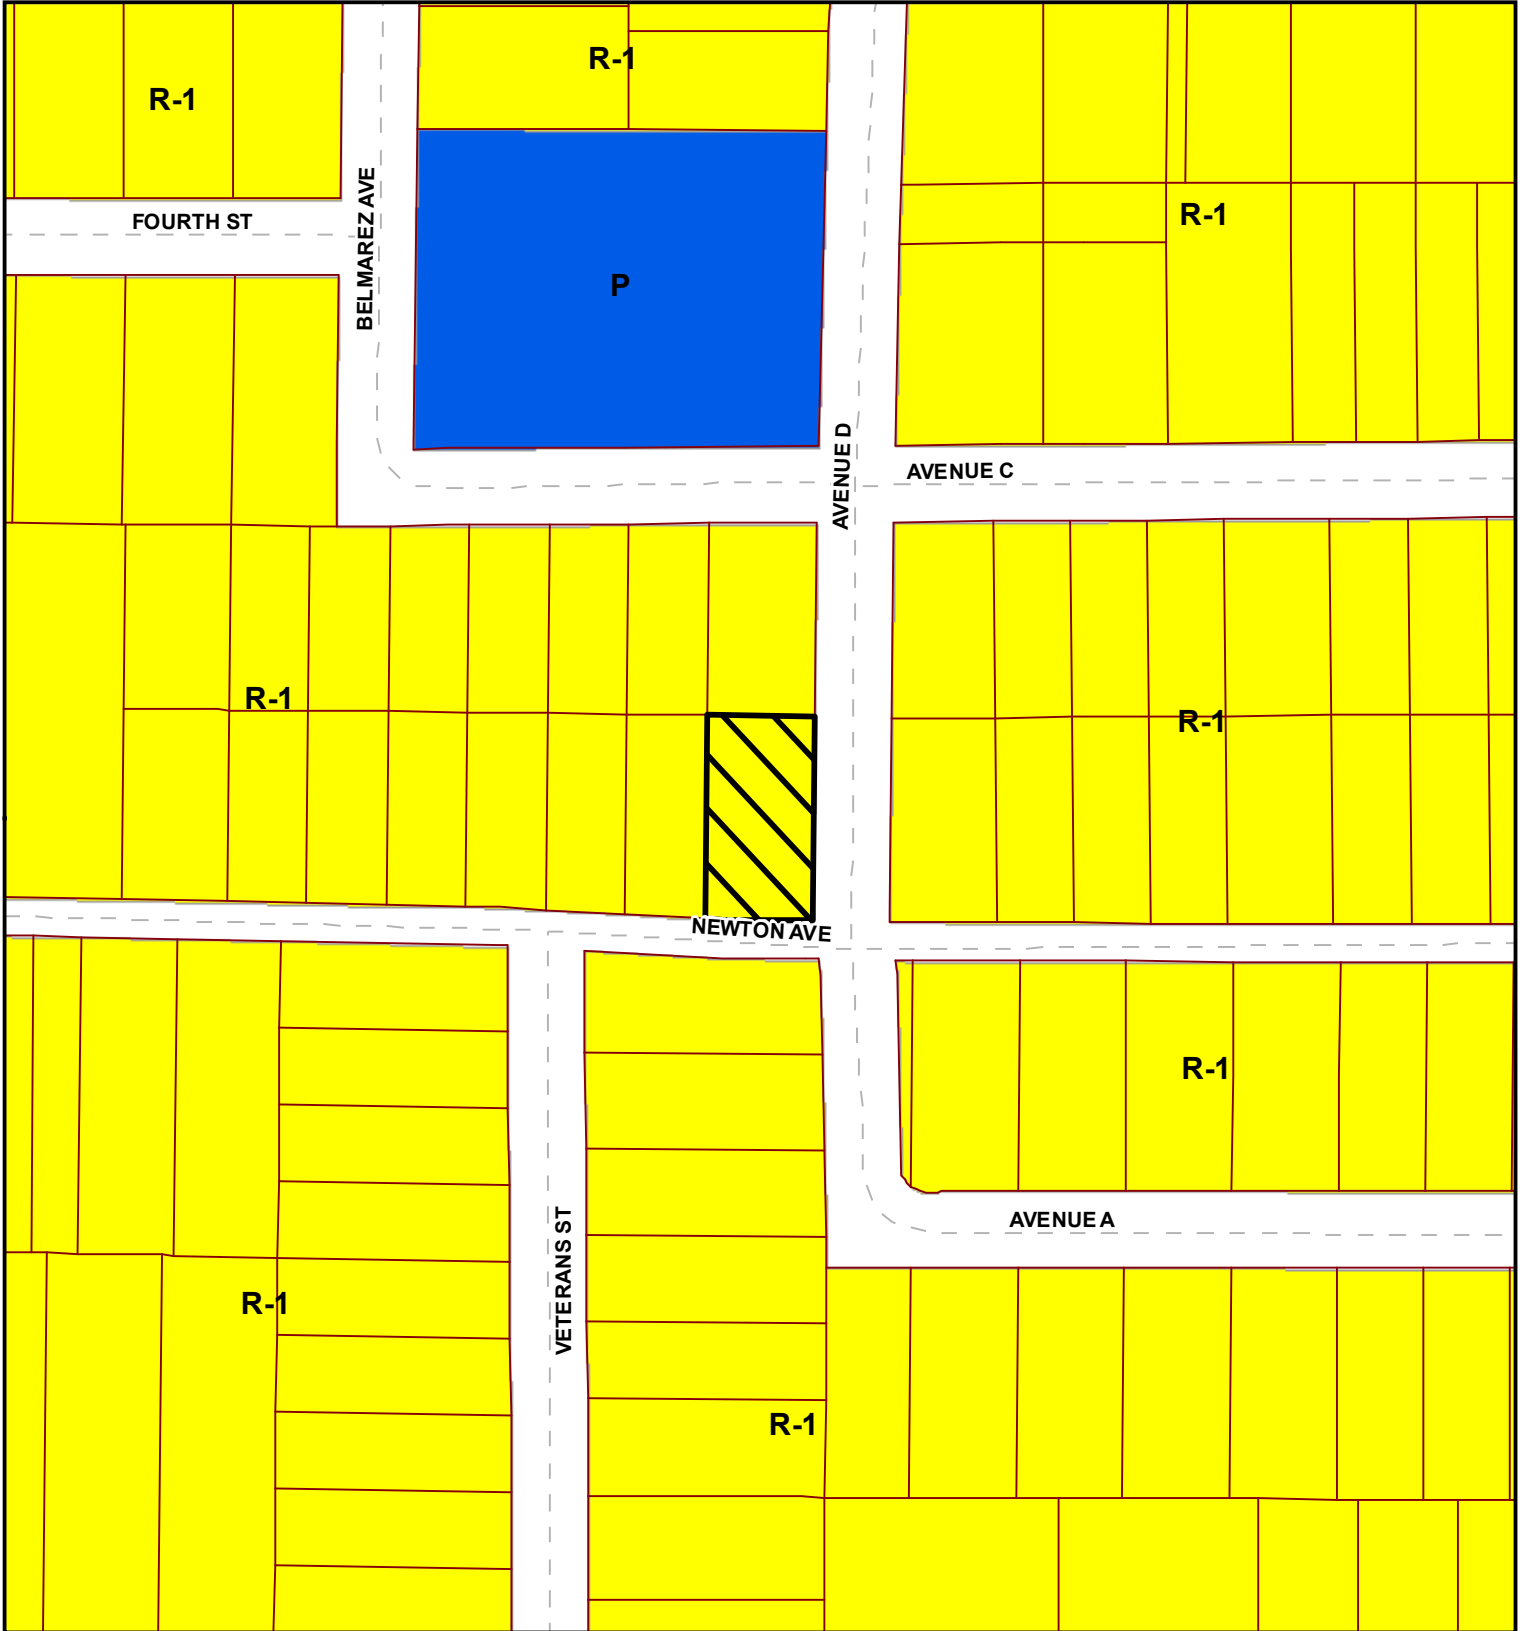 R-1
R-1
FOURTH ST
BELMAREZ AVE
R-1
P
AVENUE D
AVENUE C
R-1
R-1
NEWTON AVE
R-1
AVENUE A
VETERANS ST
R-1
R-1